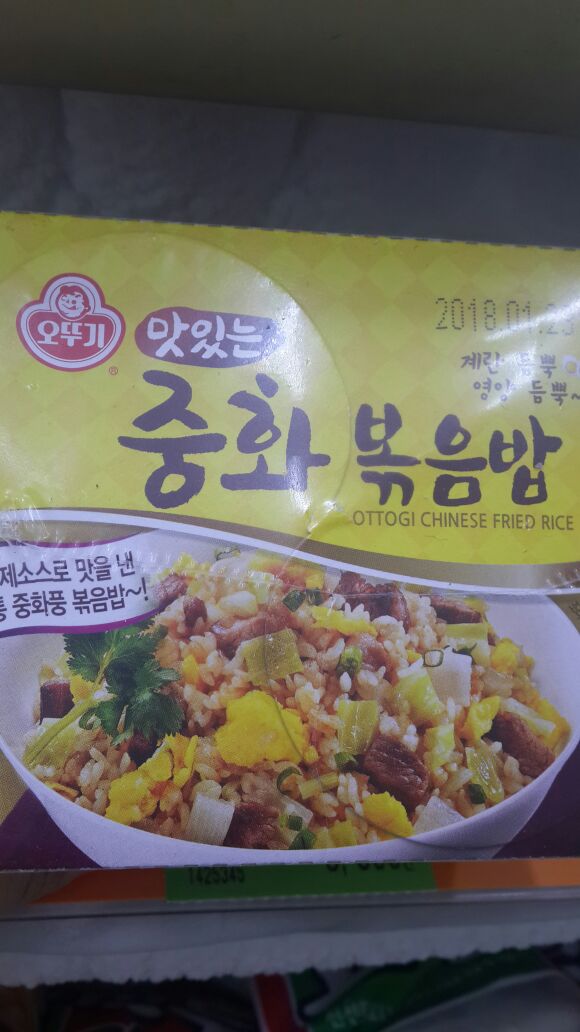 오뚜기
맛있는
2018.01.23
계란 듬뿍
영양 듬뿍~
중화 볶음밥
OTTOGI CHINESE FRIED RICE
제소스로 맛을 낸
통 중화풍 볶음밥~!
1425345